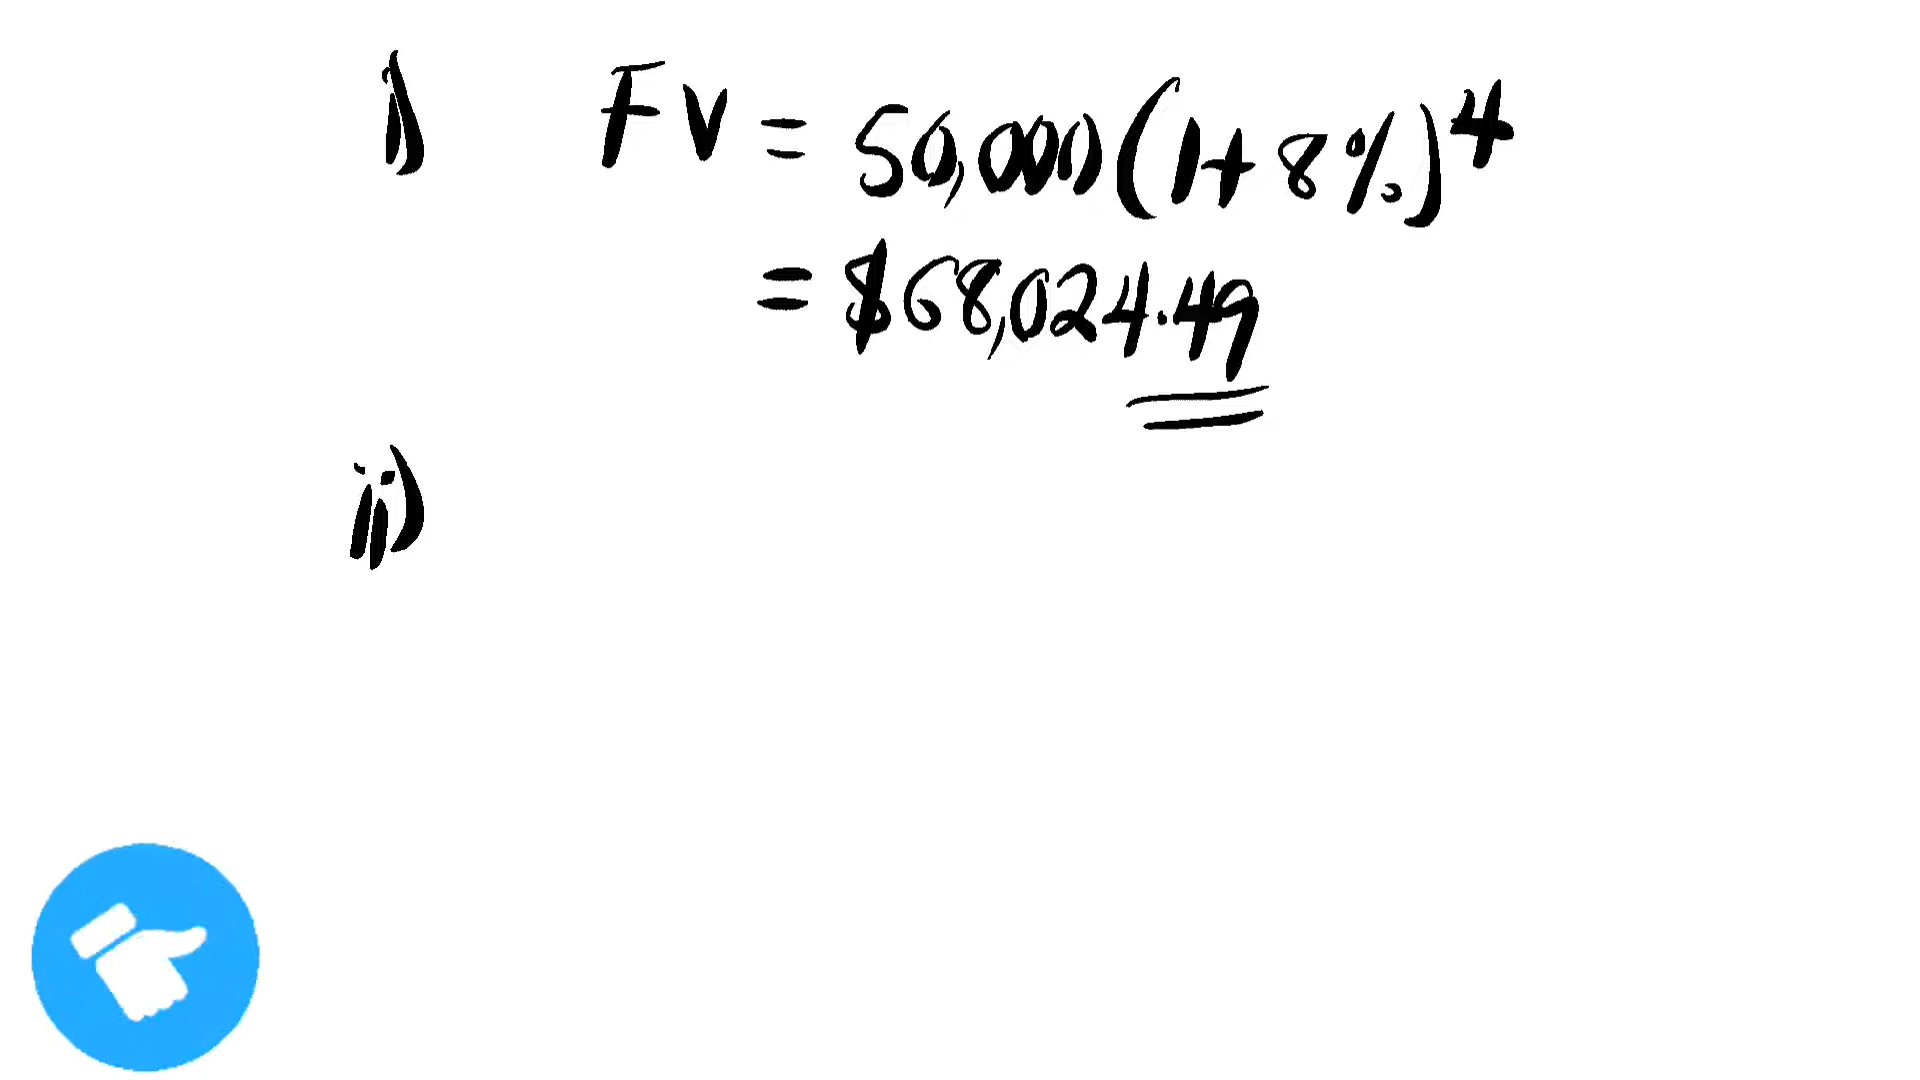 i) FV = 50,000(1+8%)^4
= $68,024.49
ii)